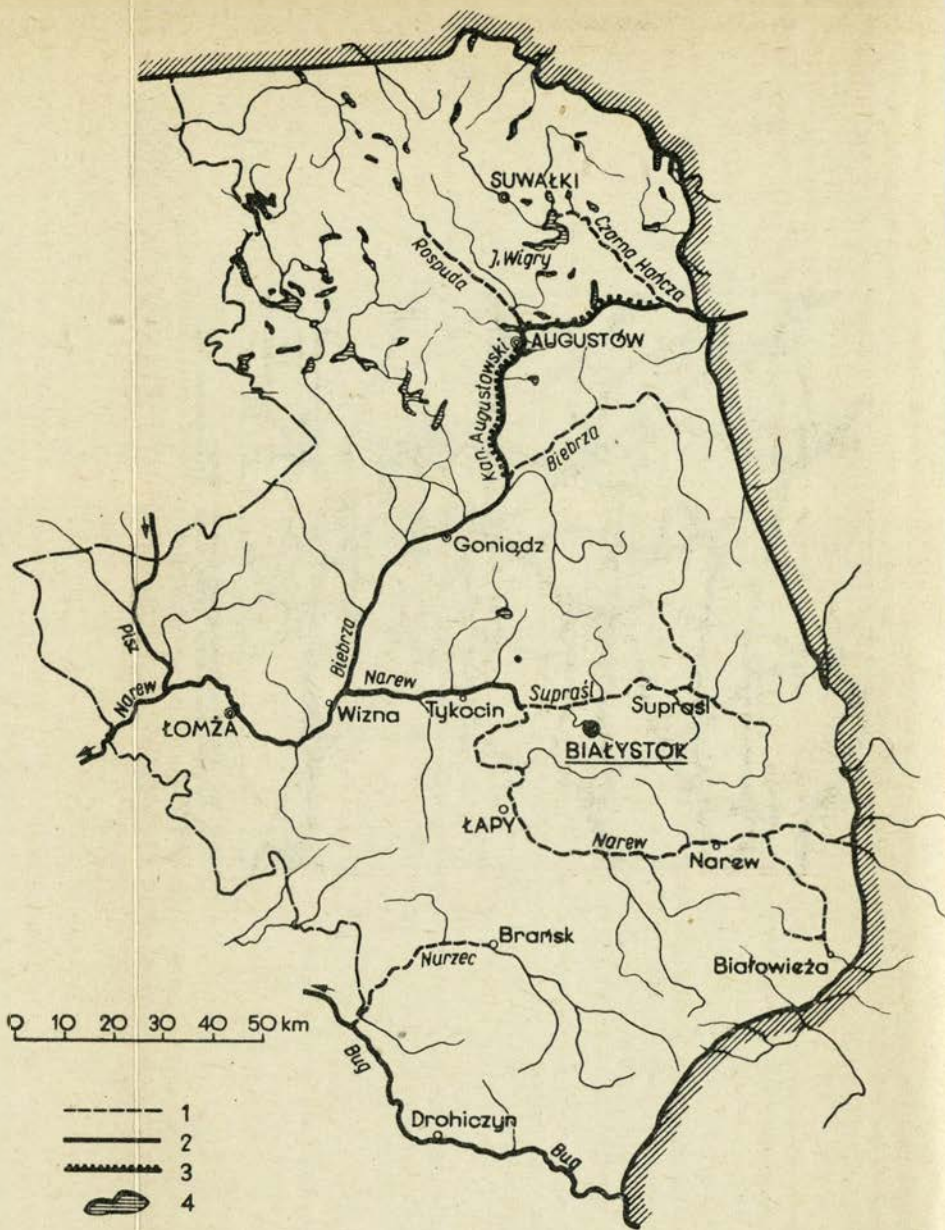 SUWAŁKI
Czarna Hańcza
J. Wigry
Rospuda
AUGUSTÓW
Kan. Augustowski
Biebrza
Goniądz
Pisz
Biebrza
Narew
Narew
Supraśl
Supraśl
Wizna
Tykocin
ŁOMŻA
BIAŁYSTOK
ŁAPY
Narew
Narew
Brańsk
Nurzec
Białowieża
0 10 20 30 40 50 km
Bug
Drohiczyn
Bug
1
2
3
4